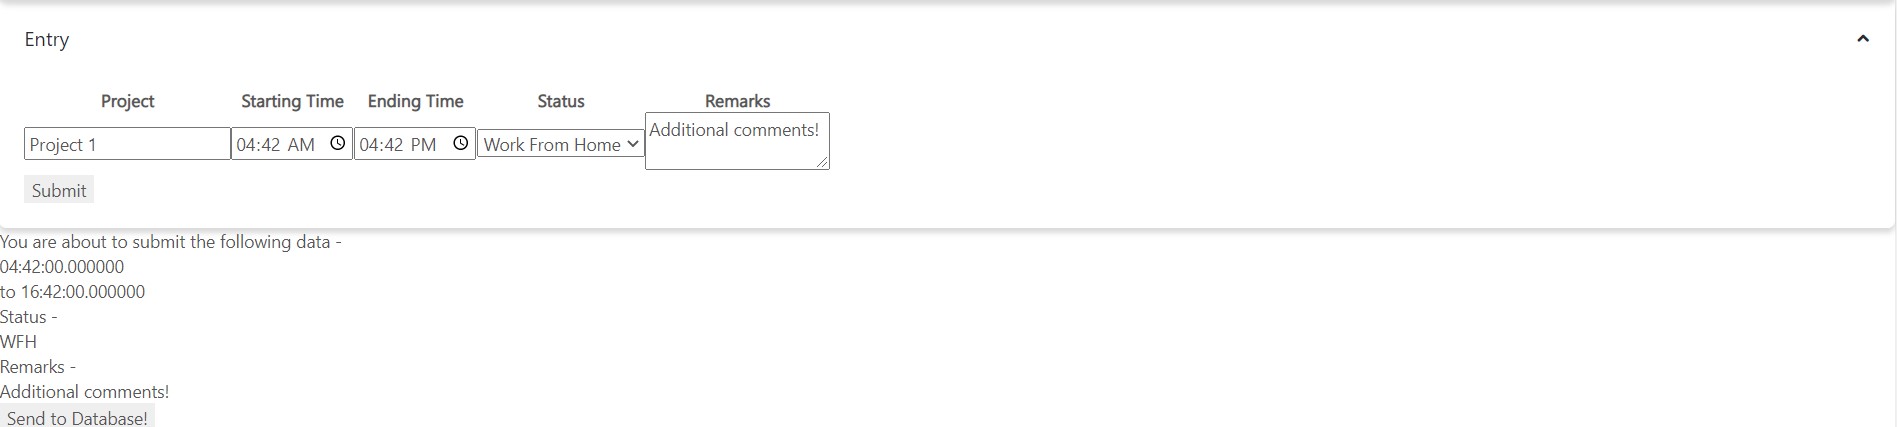 Entry
Project Starting Time Ending Time Status Remarks
Project 1 04:42 AM 04:42 PM Work From Home Additional comments!
Submit
You are about to submit the following data -
04:42:00.000000
to 16:42:00.000000
Status -
WFH
Remarks -
Additional comments!
Send to Database!